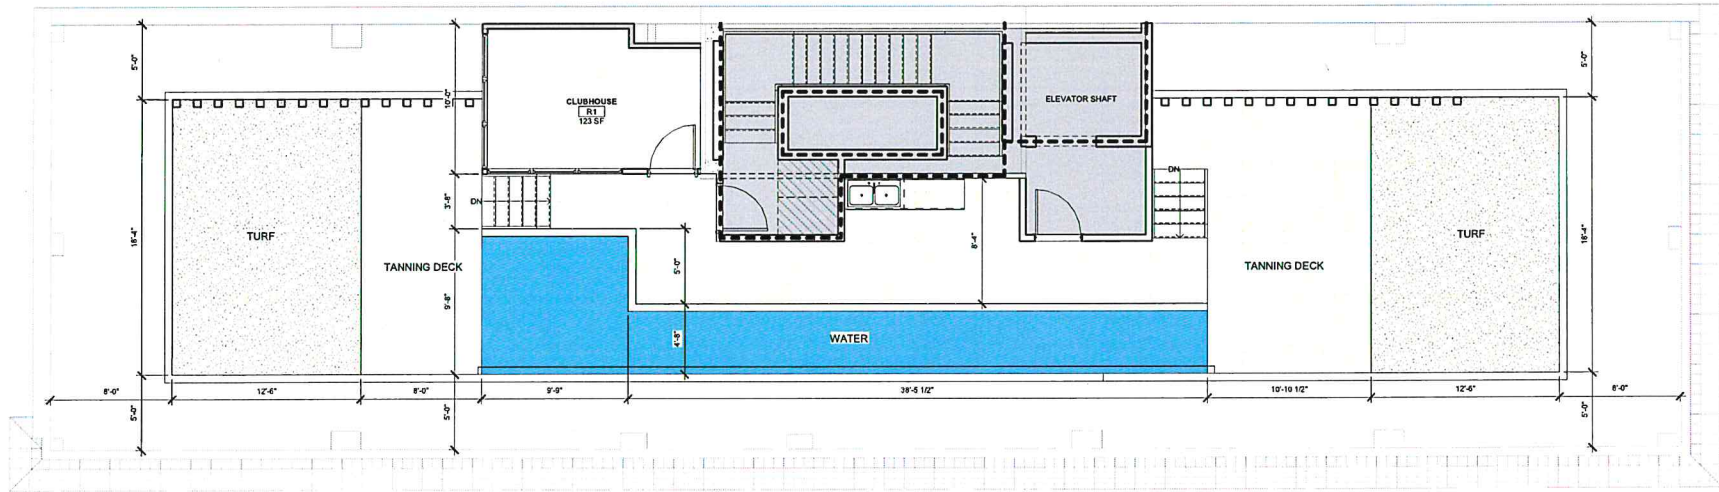 5'-0"
10'-0"
5'-0"
CLUBHOUSE
R1
123 SF
ELEVATOR SHAFT
DN
3'-8"
DN
18'-4"
TURF
TANNING DECK
9'-8"
5'-0"
8'-4"
TANNING DECK
TURF
18'-4"
4'-8"
WATER
8'-0"
12'-6"
8'-0"
9'-9"
38'-5 1/2"
10'-10 1/2"
12'-6"
8'-0"
5'-0"
5'-0"
5'-0"